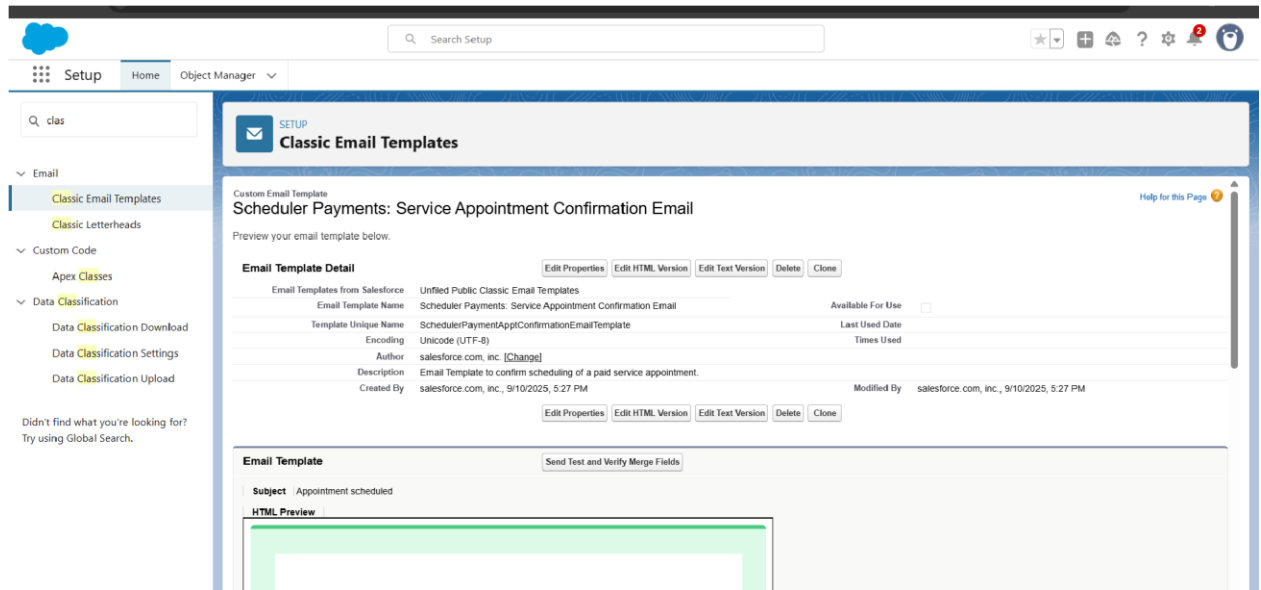 Search Setup
2
Setup
Home
Object Manager
clas
Email
Classic Email Templates
Classic Letterheads
Custom Code
Apex Classes
Data Classification
Data Classification Download
Data Classification Settings
Data Classification Upload
Didn't find what you're looking for?
Try using Global Search.
SETUP
Classic Email Templates
Custom Email Template
Scheduler Payments: Service Appointment Confirmation Email
Help for this Page ?
Preview your email template below.
Email Template Detail Edit Properties Edit HTML Version Edit Text Version Delete Clone
Email Templates from Salesforce Unfiled Public Classic Email Templates
Email Template Name Scheduler Payments: Service Appointment Confirmation Email Available For Use
Template Unique Name SchedulerPaymentApptConfirmationEmailTemplate Last Used Date
Encoding Unicode (UTF-8) Times Used
Author salesforce.com, inc. [Change]
Description Email Template to confirm scheduling of a paid service appointment.
Created By salesforce.com, inc., 9/10/2025, 5:27 PM Modified By salesforce.com, inc., 9/10/2025, 5:27 PM
Edit Properties Edit HTML Version Edit Text Version Delete Clone
Email Template Send Test and Verify Merge Fields
Subject Appointment scheduled
HTML Preview